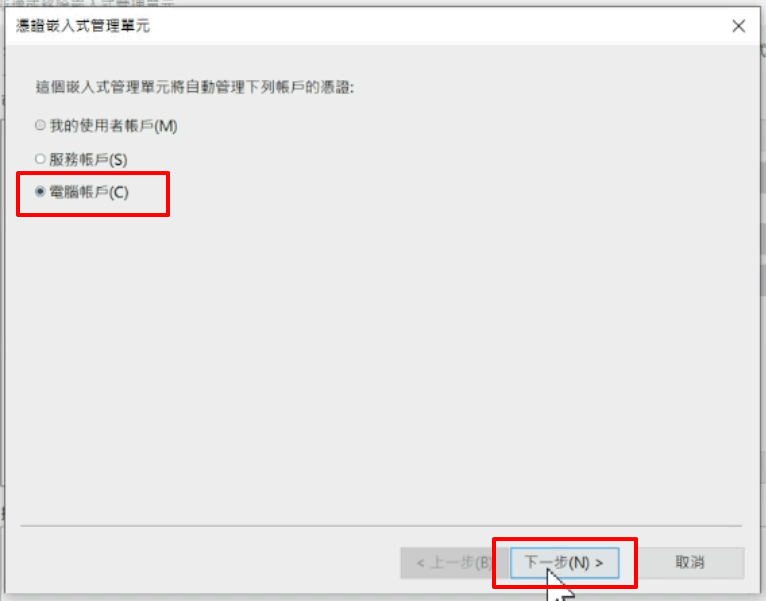 憑證嵌入式管理單元
這個嵌入式管理單元將自動管理下列帳戶的憑證:
我的使用者帳戶(M)
服務帳戶(S)
電腦帳戶(C)
< 上一步(B)
下一步(N) >
取消